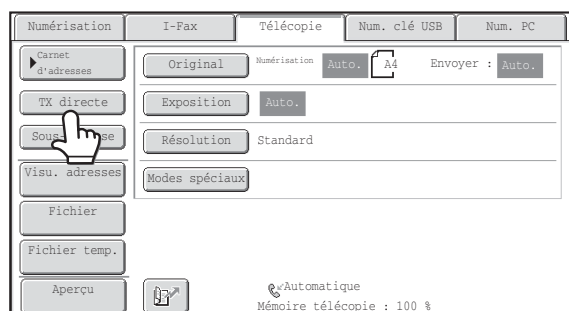 Numérisation I-Fax Télécopie Num. clé USB Num. PC
Carnet
d'adresses
Original Numérisation Auto. A4 Envoyer : Auto.
TX directe Exposition Auto.
Résolution Standard
Visu. adresses Modes spéciaux
Fichier
Fichier temp.
Aperçu Automatique
Mémoire télécopie : 100 %